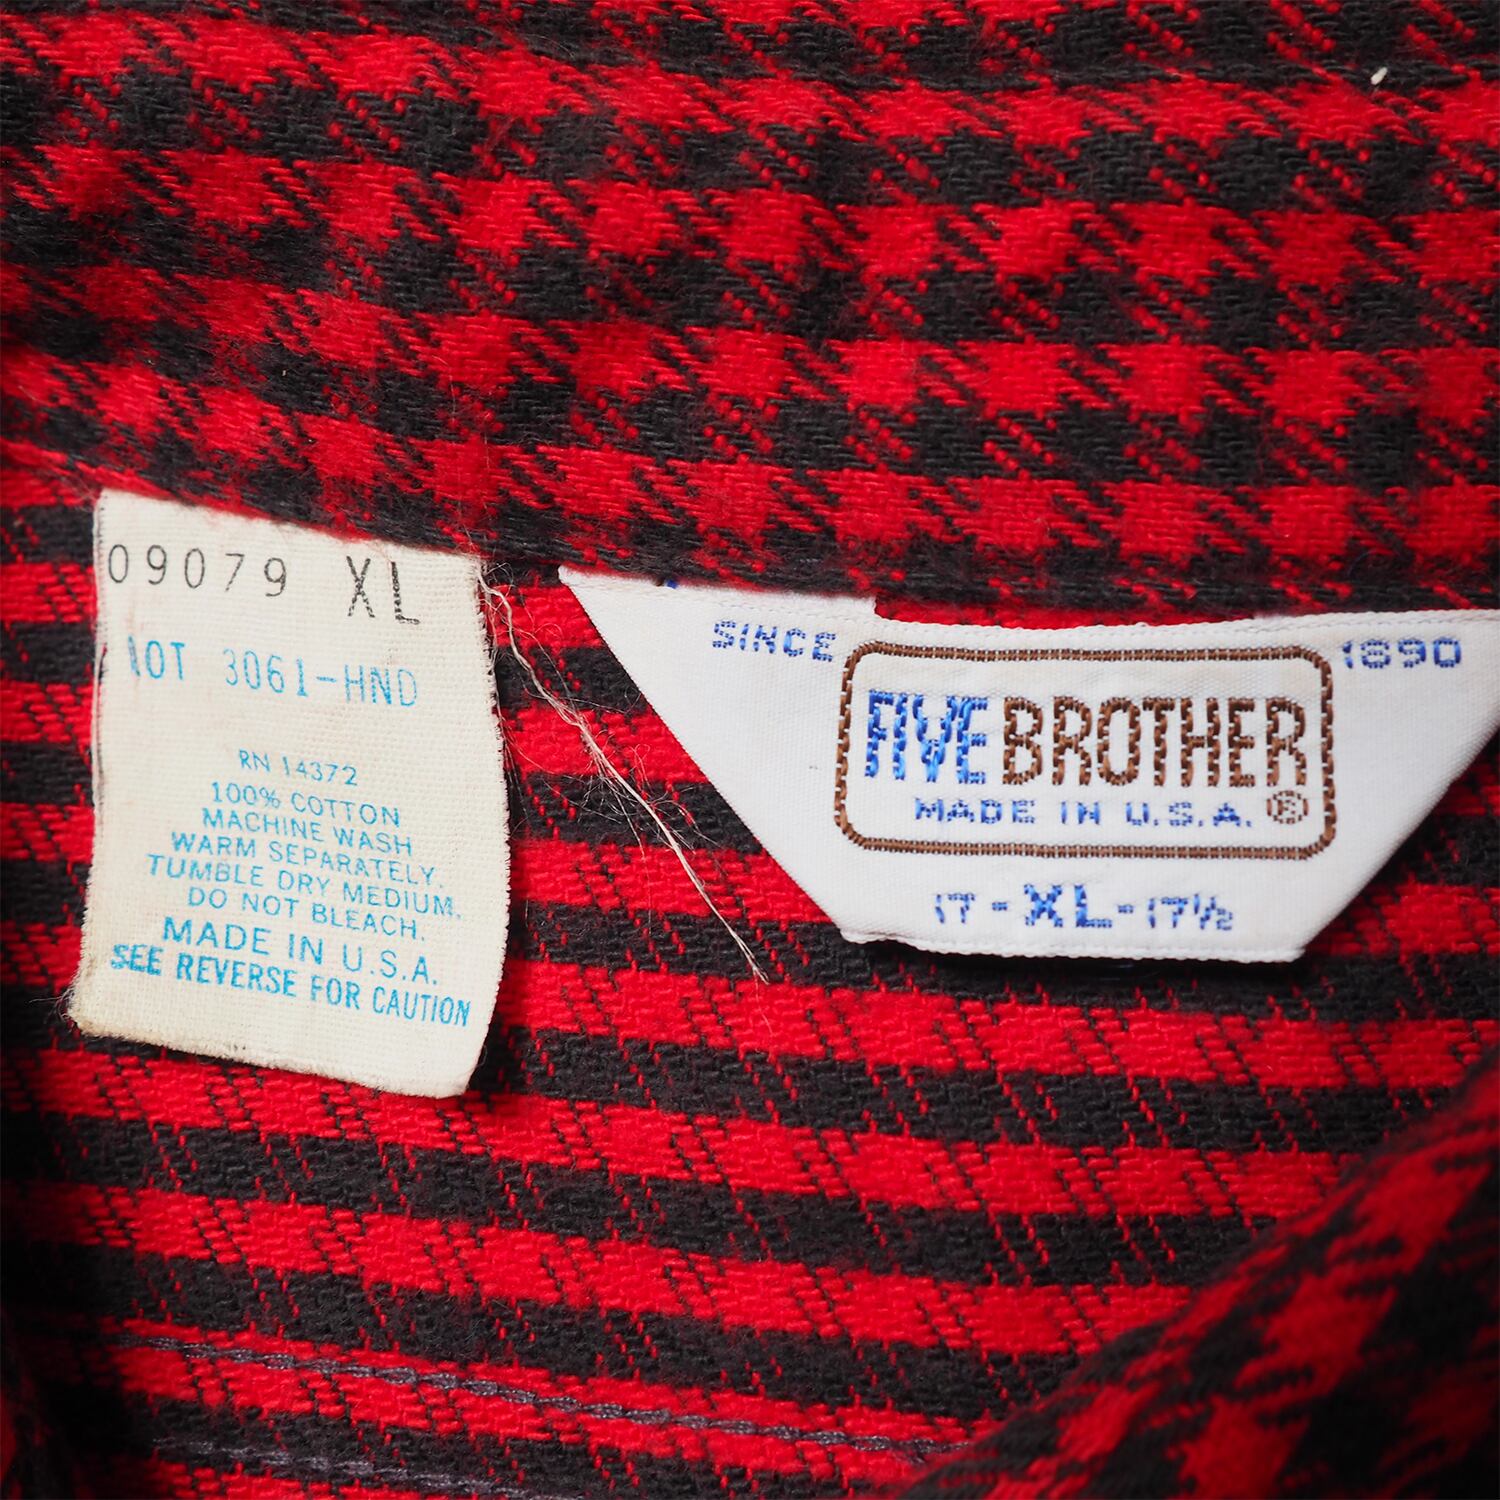 09079 XL
LOT 3061-HND
RN 14372
100% COTTON
MACHINE WASH
WARM SEPARATELY.
TUMBLE DRY MEDIUM.
DO NOT BLEACH.
MADE IN U.S.A.
SEE REVERSE FOR CAUTION
SINCE 1890
FIVE BROTHER
MADE IN U.S.A. ®
17-XL-17½